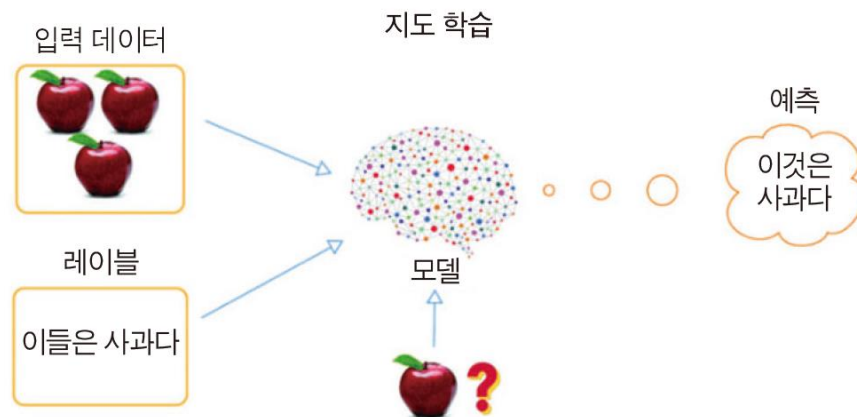 지도 학습
입력 데이터
레이블
이들은 사과다
모델
?
예측
이것은
사과다